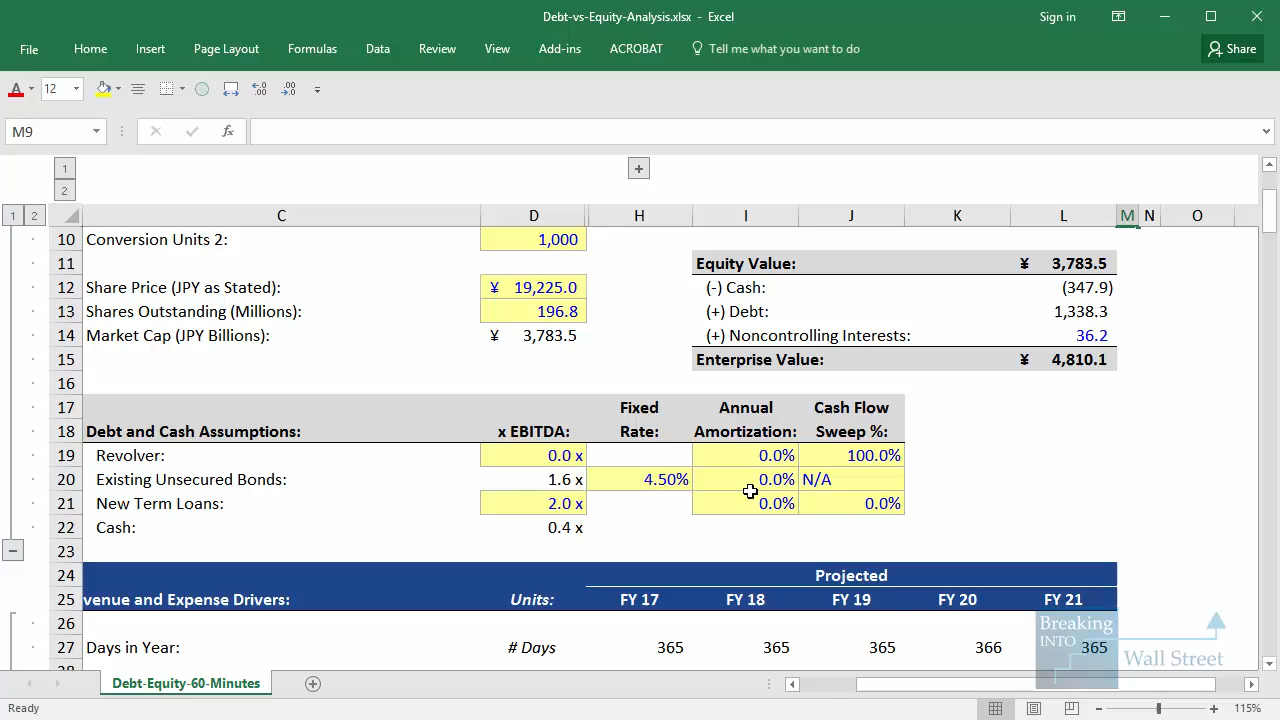 Debt-vs-Equity-Analysis.xlsx - Excel
Sign in
File Home Insert Page Layout Formulas Data Review View Add-ins ACROBAT Tell me what you want to do Share
A 12
M9 fx
1
2
+
1 2 C D H I J K L M N O
10 Conversion Units 2: 1,000
11 Equity Value: ¥ 3,783.5
12 Share Price (JPY as Stated): ¥ 19,225.0 (-) Cash: (347.9)
13 Shares Outstanding (Millions): 196.8 (+) Debt: 1,338.3
14 Market Cap (JPY Billions): ¥ 3,783.5 (+) Noncontrolling Interests: 36.2
15 Enterprise Value: ¥ 4,810.1
16
17 Fixed Annual Cash Flow
18 Debt and Cash Assumptions: x EBITDA: Rate: Amortization: Sweep %:
19 Revolver: 0.0 x 0.0% 100.0%
20 Existing Unsecured Bonds: 1.6 x 4.50% 0.0% N/A
21 New Term Loans: 2.0 x 0.0% 0.0%
22 Cash: 0.4 x
23
24 Projected
25 venue and Expense Drivers: Units: FY 17 FY 18 FY 19 FY 20 FY 21
26
27 Days in Year: # Days 365 365 365 366 365
Breaking
INTO
Wall Street
Debt-Equity-60-Minutes
Ready 115%